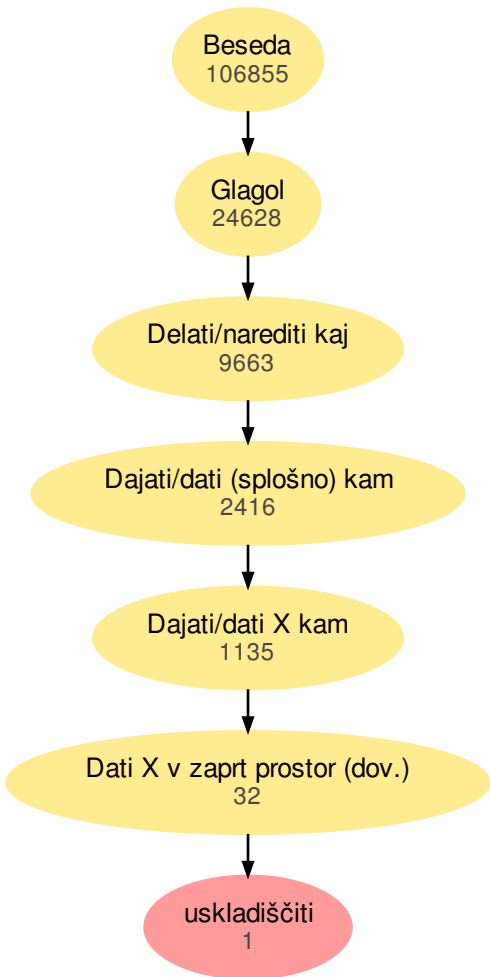 Beseda
106855
Glagol
24628
Delati/narediti kaj
9663
Dajati/dati (splošno) kam
2416
Dajati/dati X kam
1135
Dati X v zaprt prostor (dov.)
32
uskladiščiti
1